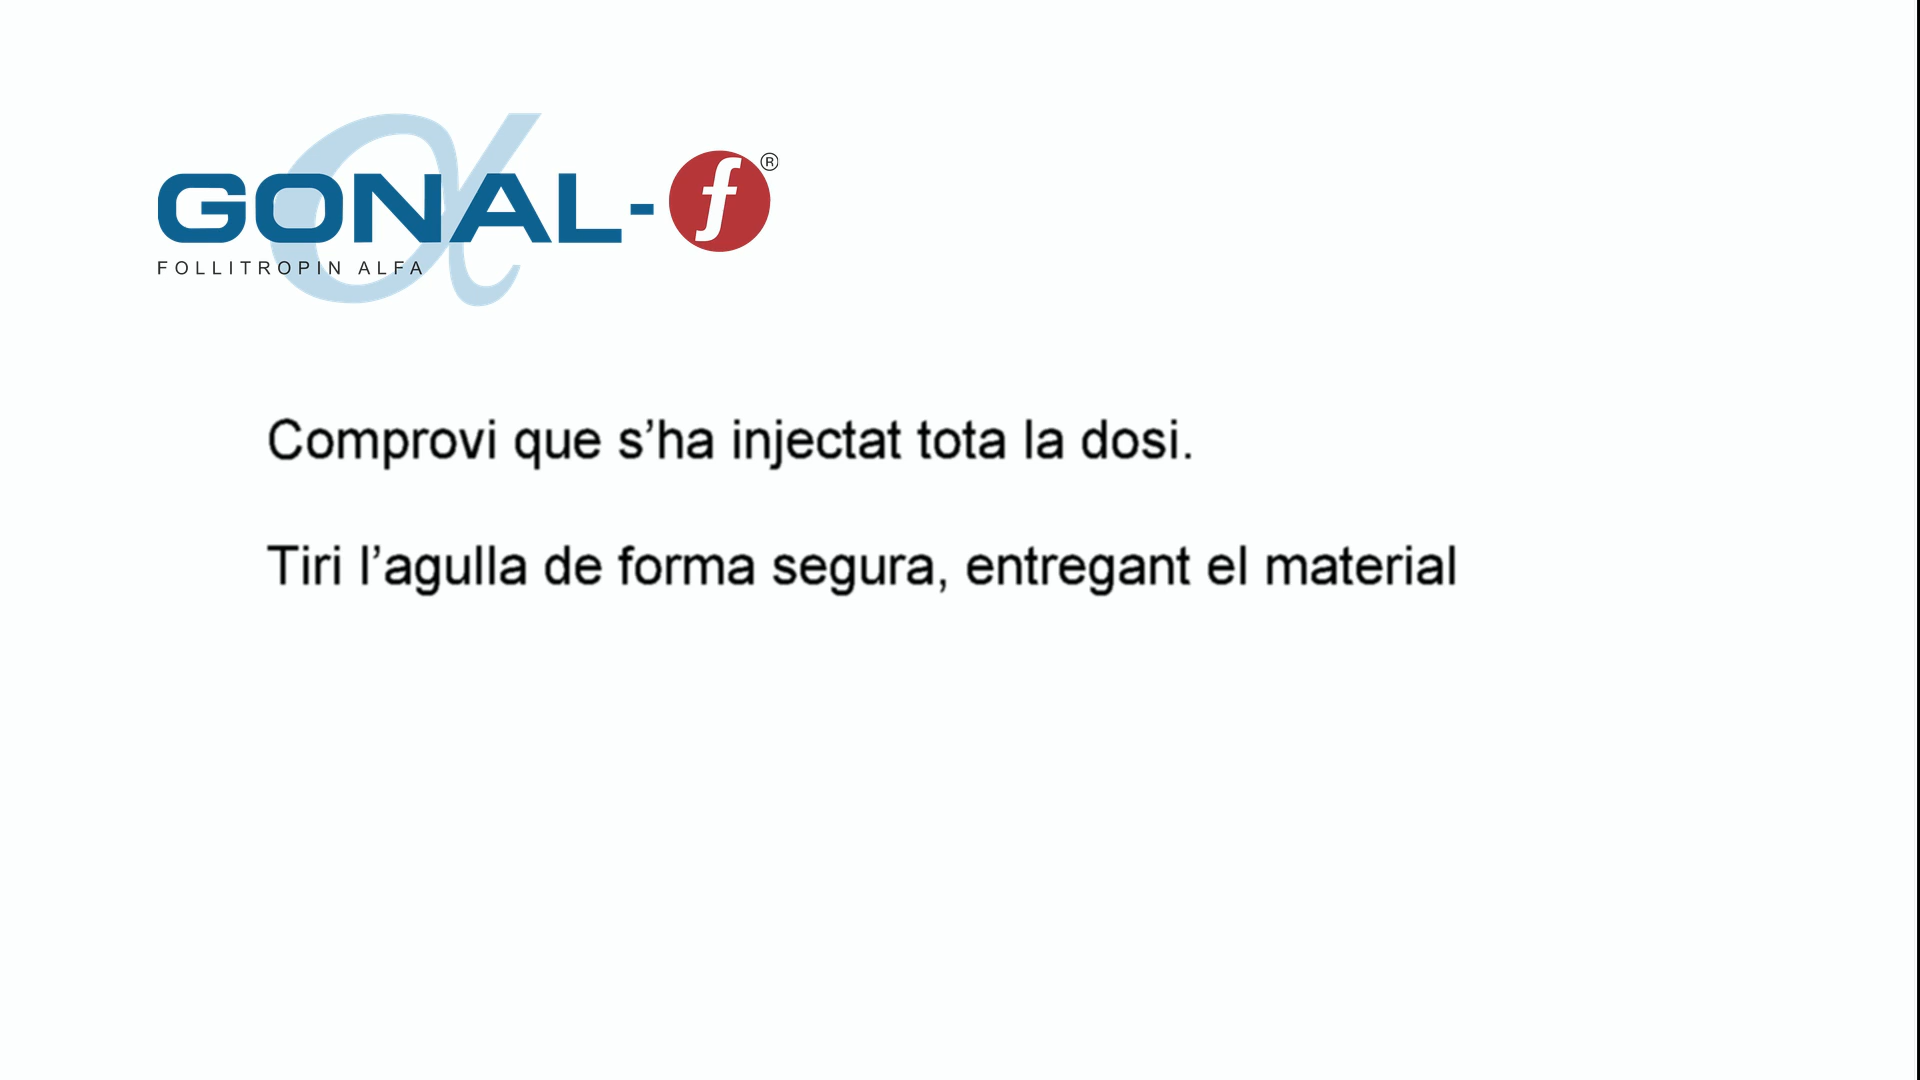 GONAL-f®
FOLLITROPIN ALFA
Comprovi que s’ha injectat tota la dosi.
Tiri l’agulla de forma segura, entregant el material